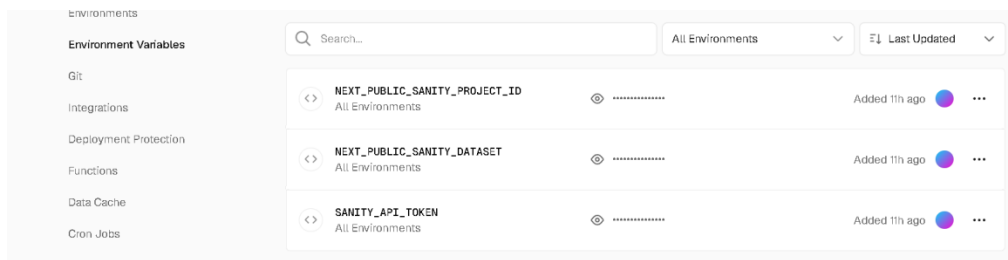 Environments
Environment Variables
Git
Integrations
Deployment Protection
Functions
Data Cache
Cron Jobs
Search...
All Environments
Last Updated
NEXT_PUBLIC_SANITY_PROJECT_ID
All Environments
Added 11h ago
NEXT_PUBLIC_SANITY_DATASET
All Environments
Added 11h ago
SANITY_API_TOKEN
All Environments
Added 11h ago